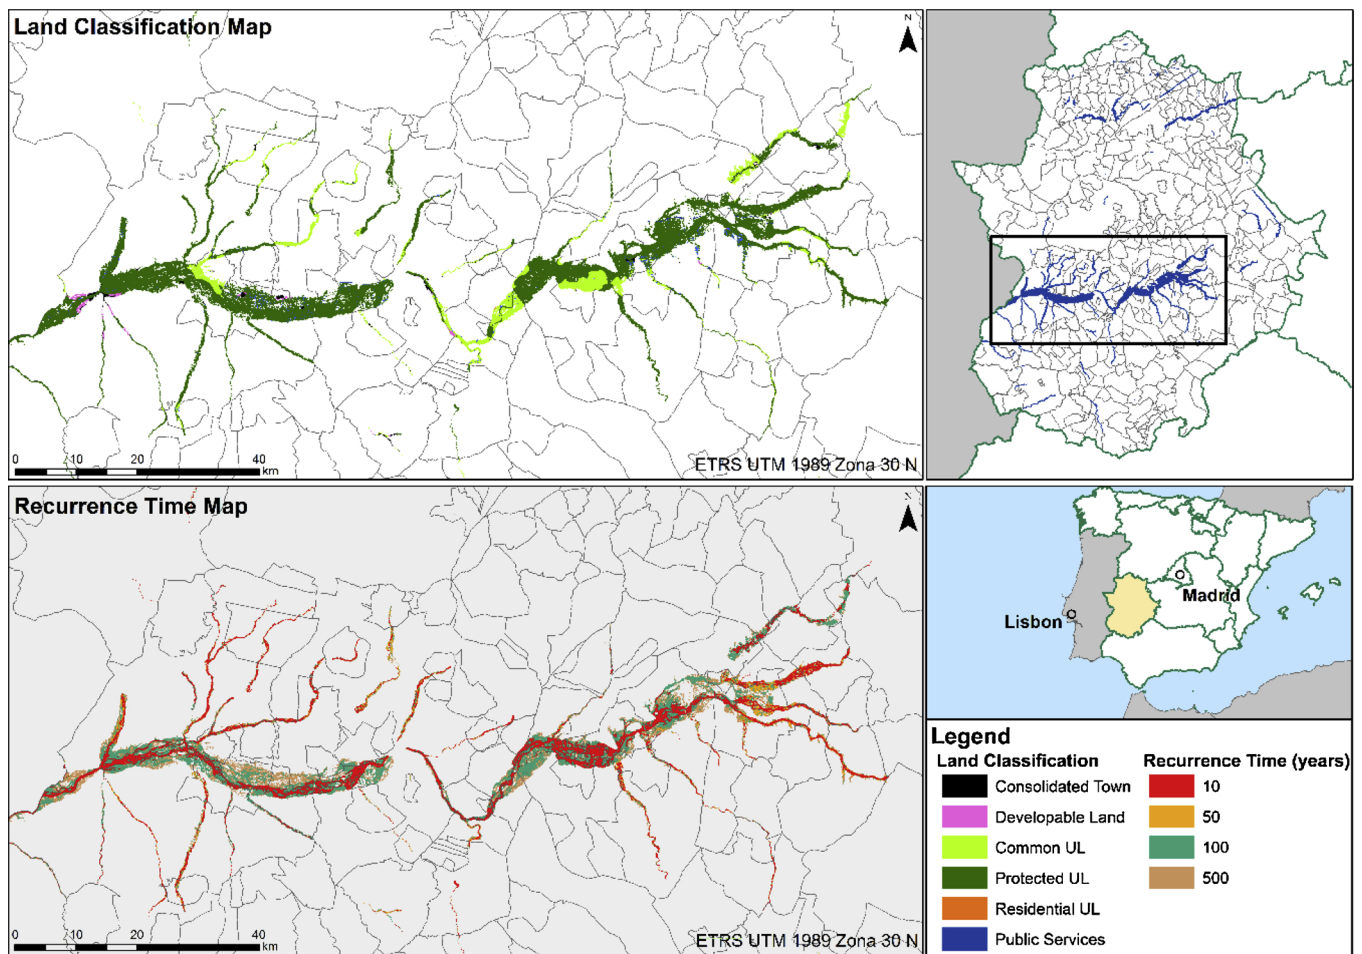 Land Classification Map
N
0 10 20 40
km
ETRS UTM 1989 Zona 30 N
Recurrence Time Map
N
0 10 20 40
km
ETRS UTM 1989 Zona 30 N
Madrid
Lisbon
Legend
Land Classification Recurrence Time (years)
Consolidated Town 10
Developable Land 50
Common UL 100
Protected UL 500
Residential UL
Public Services